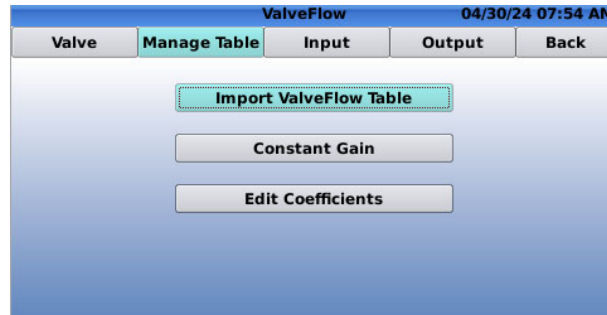 ValveFlow 04/30/24 07:54 AM
Valve Manage Table Input Output Back
Import ValveFlow Table
Constant Gain
Edit Coefficients